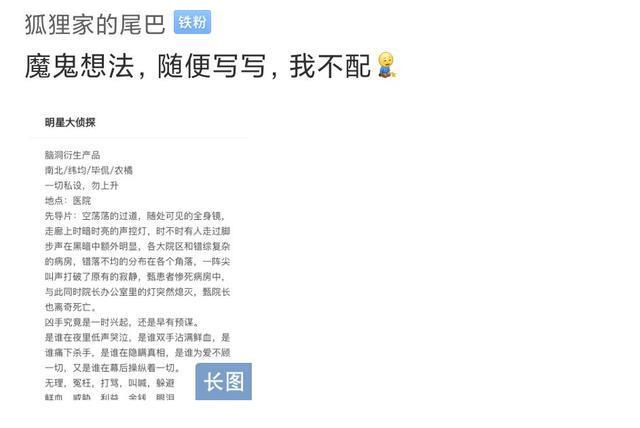 狐狸家的尾巴 铁粉
魔鬼想法，随便写写，我不配
明星大侦探
脑洞衍生产品
南北/纬均/毕侃/农橘
一切私设，勿上升
地点：医院
先导片：空荡荡的过道，随处可见的全身镜，
走廊上时暗时亮的声控灯，时不时有人走过脚
步声在黑暗中额外明显，各大院区和错综复杂
的病房，错落不均的分布在各个角落，一阵尖
叫声打破了原有的寂静，甄患者惨死病房中，
与此同时院长办公室里的灯突然熄灭，甄院长
也离奇死亡。
凶手究竟是一时兴起，还是早有预谋。
是谁在夜里低声哭泣，是谁双手沾满鲜血，是
谁痛下杀手，是谁在隐瞒真相，是谁为爱不顾
一切，又是谁在幕后操纵着一切。
无理，冤枉，打骂，叫喊，躲避
鲜血，威胁，利益，金钱，眼泪
长图